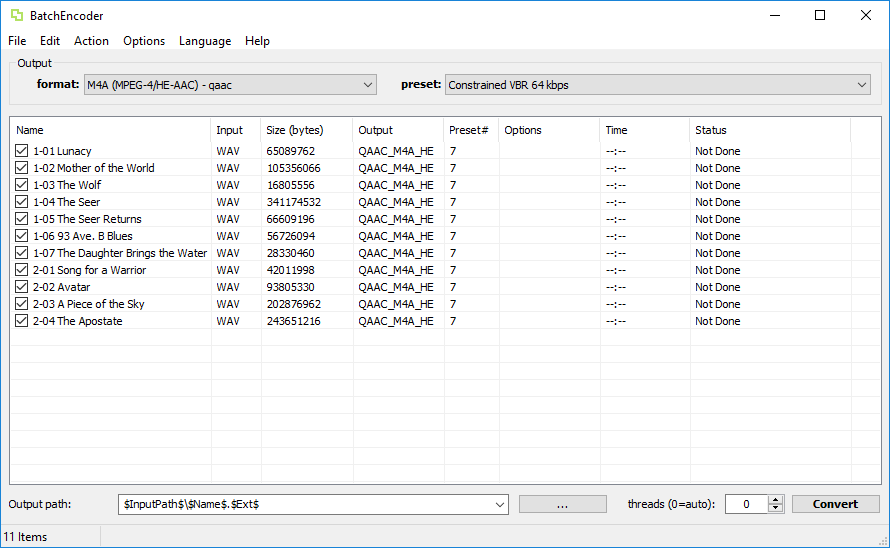 BatchEncoder
File Edit Action Options Language Help
Output
format: M4A (MPEG-4/HE-AAC) - qaac preset: Constrained VBR 64 kbps
Name Input Size (bytes) Output Preset# Options Time Status
1-01 Lunacy WAV 65089762 QAAC_M4A_HE 7 --:-- Not Done
1-02 Mother of the World WAV 105356066 QAAC_M4A_HE 7 --:-- Not Done
1-03 The Wolf WAV 16805556 QAAC_M4A_HE 7 --:-- Not Done
1-04 The Seer WAV 341174532 QAAC_M4A_HE 7 --:-- Not Done
1-05 The Seer Returns WAV 66609196 QAAC_M4A_HE 7 --:-- Not Done
1-06 93 Ave. B Blues WAV 56726094 QAAC_M4A_HE 7 --:-- Not Done
1-07 The Daughter Brings the Water WAV 28330460 QAAC_M4A_HE 7 --:-- Not Done
2-01 Song for a Warrior WAV 42011998 QAAC_M4A_HE 7 --:-- Not Done
2-02 Avatar WAV 93805330 QAAC_M4A_HE 7 --:-- Not Done
2-03 A Piece of the Sky WAV 202876962 QAAC_M4A_HE 7 --:-- Not Done
2-04 The Apostate WAV 243651216 QAAC_M4A_HE 7 --:-- Not Done
Output path: $InputPath$\$Name$.$Ext$ ... threads (0=auto): 0 Convert
11 Items